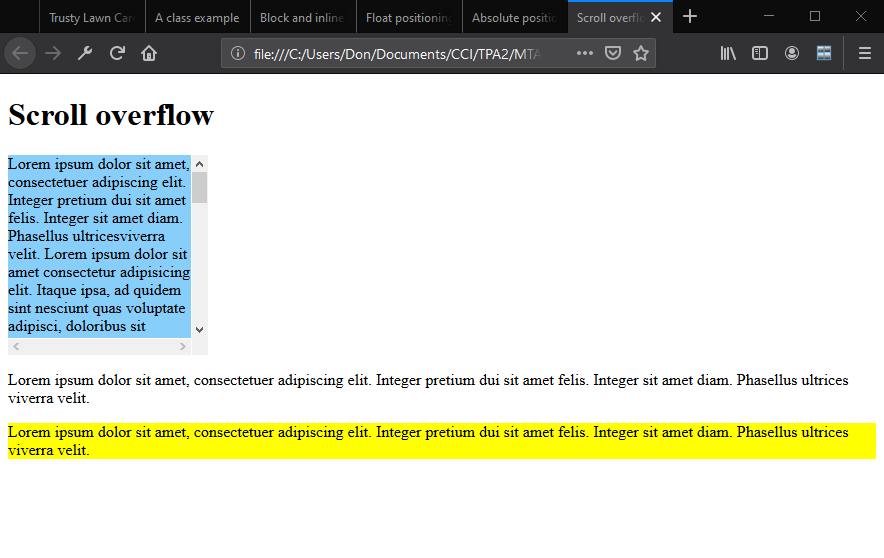 Trusty Lawn Car
A class example
Block and inline
Float positioning
Absolute positio
Scroll overflo
file:///C:/Users/Don/Documents/CCI/TPA2/MTA
Scroll overflow
Lorem ipsum dolor sit amet,
consectetuer adipiscing elit.
Integer pretium dui sit amet
felis. Integer sit amet diam.
Phasellus ultricesviverra
velit. Lorem ipsum dolor sit
amet consectetur adipisicing
elit. Itaque ipsa, ad quidem
sint nesciunt quas voluptate
adipisci, doloribus sit
Lorem ipsum dolor sit amet, consectetuer adipiscing elit. Integer pretium dui sit amet felis. Integer sit amet diam. Phasellus ultrices
viverra velit.
Lorem ipsum dolor sit amet, consectetuer adipiscing elit. Integer pretium dui sit amet felis. Integer sit amet diam. Phasellus ultrices
viverra velit.